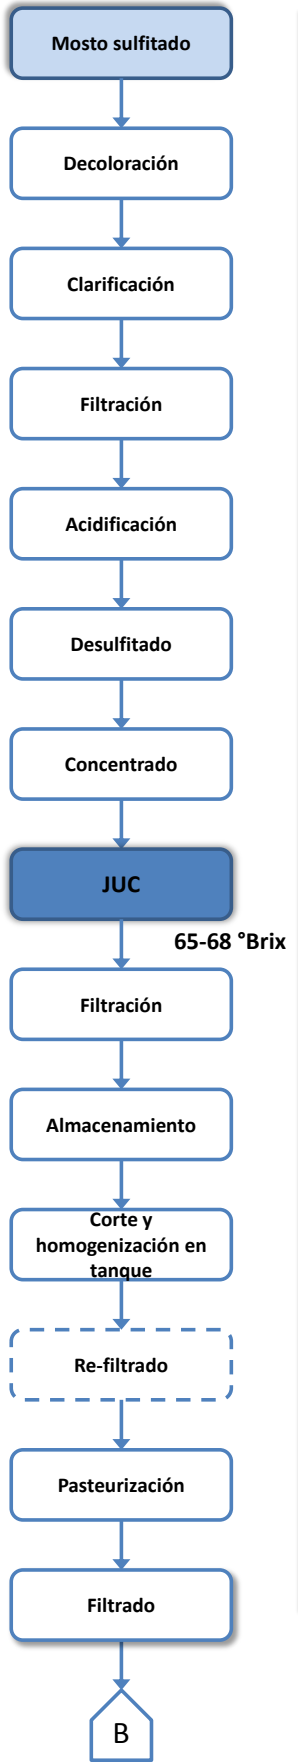 Mosto sulfitado
Decoloración
Clarificación
Filtración
Acidificación
Desulfitado
Concentrado
JUC
65-68 °Brix
Filtración
Almacenamiento
Corte y
homogenización en
tanque
Re-filtrado
Pasteurización
Filtrado
B